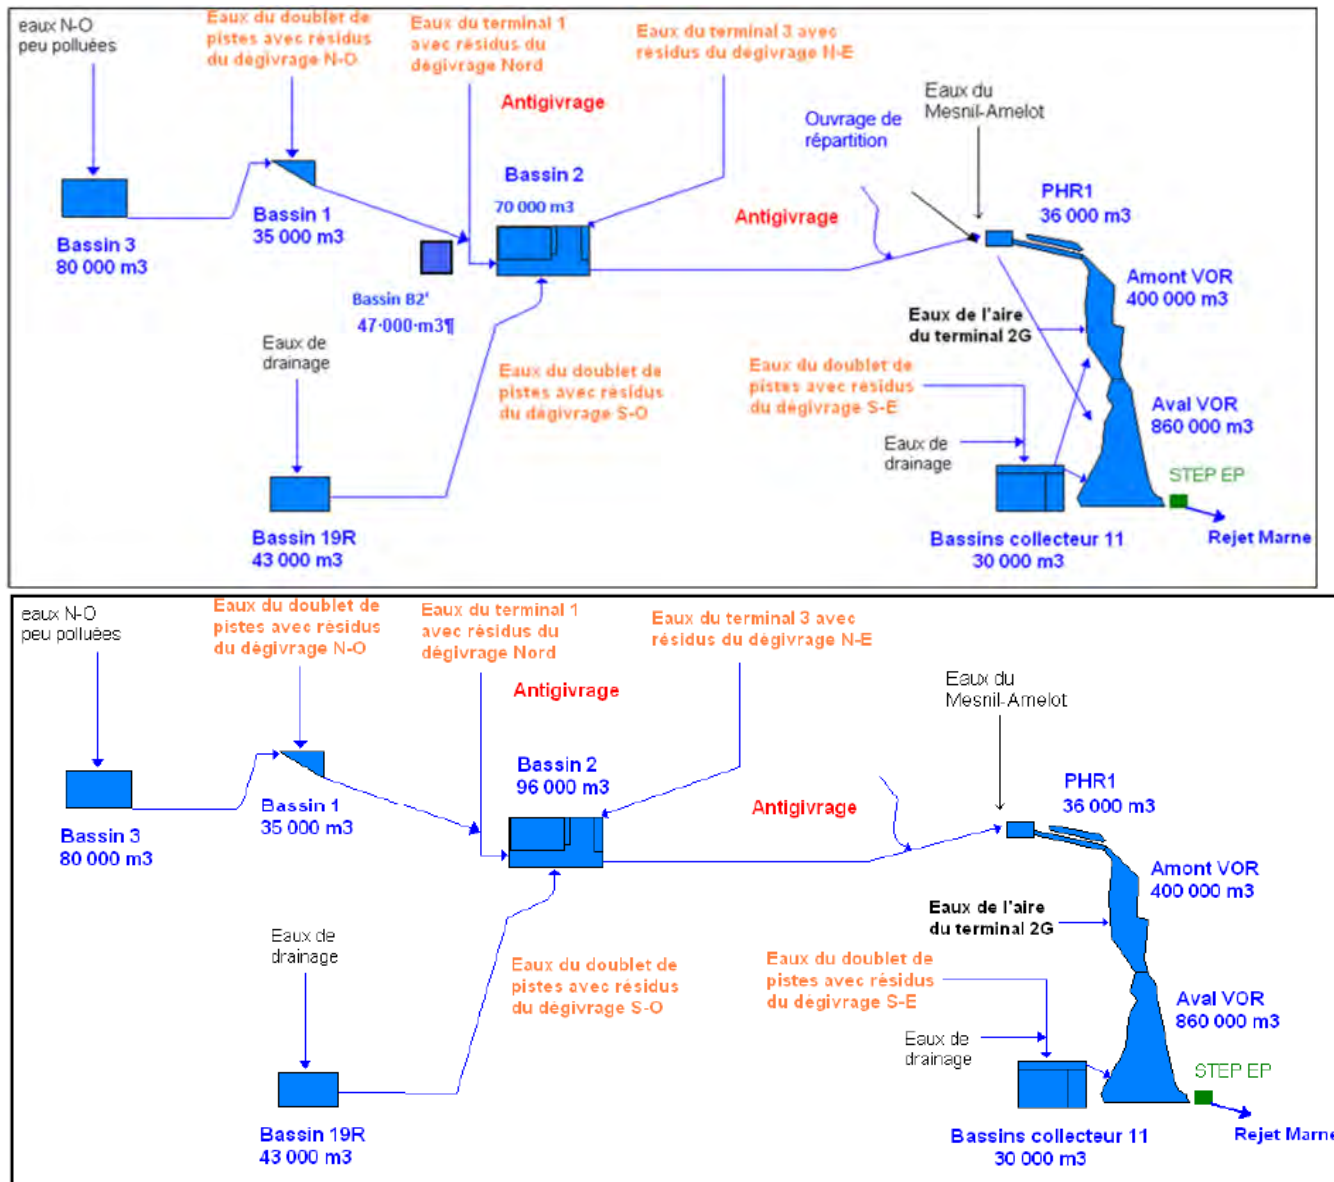 eaux N-O
peu polluées
Eaux du doublet de
pistes avec résidus
du dégivrage N-O
Eaux du terminal 1
avec résidus du
dégivrage Nord
Eaux du terminal 3 avec
résidus du dégivrage N-E
Antigivrage
Eaux du
Mesnil-Amelot
Ouvrage de
répartition
Bassin 2
70 000 m3
PHR1
36 000 m3
Bassin 1
35 000 m3
Antigivrage
Bassin 3
80 000 m3
Amont VOR
400 000 m3
Bassin B2'
47·000·m3¶
Eaux de l'aire
du terminal 2G
Eaux de
drainage
Eaux du doublet de
pistes avec résidus
du dégivrage S-O
Eaux du doublet de
pistes avec résidus
du dégivrage S-E
Aval VOR
860 000 m3
Eaux de
drainage
STEP EP
Bassin 19R
43 000 m3
Bassins collecteur 11
30 000 m3
Rejet Marne
eaux N-O
peu polluées
Eaux du doublet de
pistes avec résidus
du dégivrage N-O
Eaux du terminal 1
avec résidus du
dégivrage Nord
Eaux du terminal 3 avec
résidus du dégivrage N-E
Antigivrage
Eaux du
Mesnil-Amelot
Bassin 2
96 000 m3
PHR1
36 000 m3
Bassin 1
35 000 m3
Antigivrage
Bassin 3
80 000 m3
Amont VOR
400 000 m3
Eaux de l'aire
du terminal 2G
Eaux de
drainage
Eaux du doublet de
pistes avec résidus
du dégivrage S-O
Eaux du doublet de
pistes avec résidus
du dégivrage S-E
Aval VOR
860 000 m3
Eaux de
drainage
STEP EP
Bassin 19R
43 000 m3
Bassins collecteur 11
30 000 m3
Rejet Marne